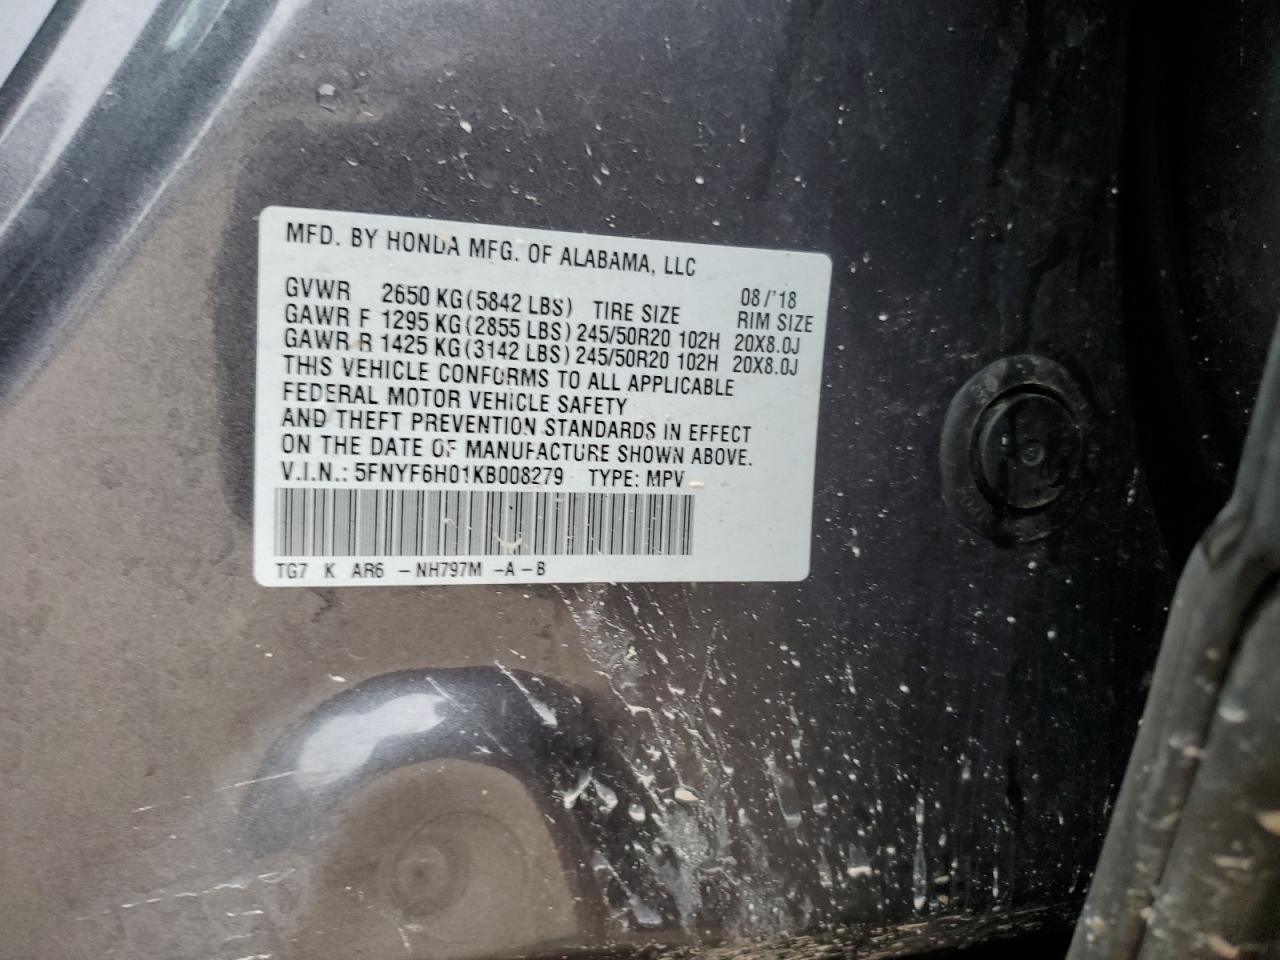 MFD. BY HONDA MFG. OF ALABAMA, LLC
08/'18
GVWR 2650 KG(5842 LBS) TIRE SIZE RIM SIZE
GAWR F 1295 KG(2855 LBS) 245/50R20 102H 20X8.0J
GAWR R 1425 KG(3142 LBS) 245/50R20 102H 20X8.0J
THIS VEHICLE CONFORMS TO ALL APPLICABLE
FEDERAL MOTOR VEHICLE SAFETY
AND THEFT PREVENTION STANDARDS IN EFFECT
ON THE DATE OF MANUFACTURE SHOWN ABOVE.
V.I.N.: 5FNYF6H01KB008279 TYPE: MPV
TG7 K AR6 -NH797M -A-B